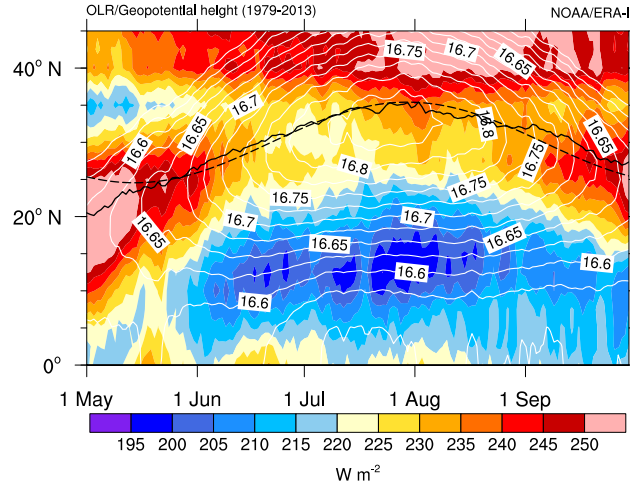 OLR/Geopotential height (1979-2013)
NOAA/ERA-I
40° N
20° N
0°
16.75
16.7
16.65
16.7
16.65
16.6
16.8
16.8
16.75
16.65
16.75
16.75
16.7
16.7
16.65
16.65
16.65
16.6
16.6
16.6
1 May
1 Jun
1 Jul
1 Aug
1 Sep
195 200 205 210 215 220 225 230 235 240 245 250
W m⁻²